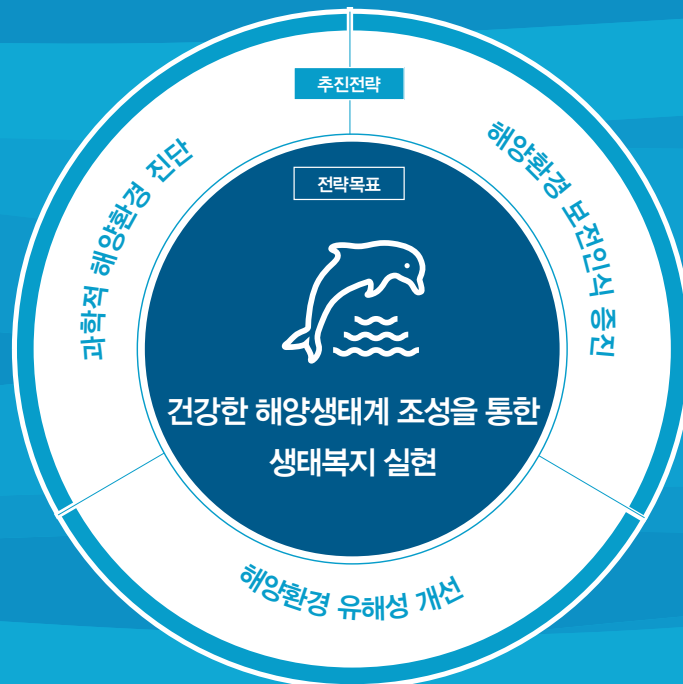 추진전략
과학적 해양환경 진단
해양환경 보전인식 증진
전략목표
건강한 해양생태계 조성을 통한
생태복지 실현
해양환경 유해성 개선